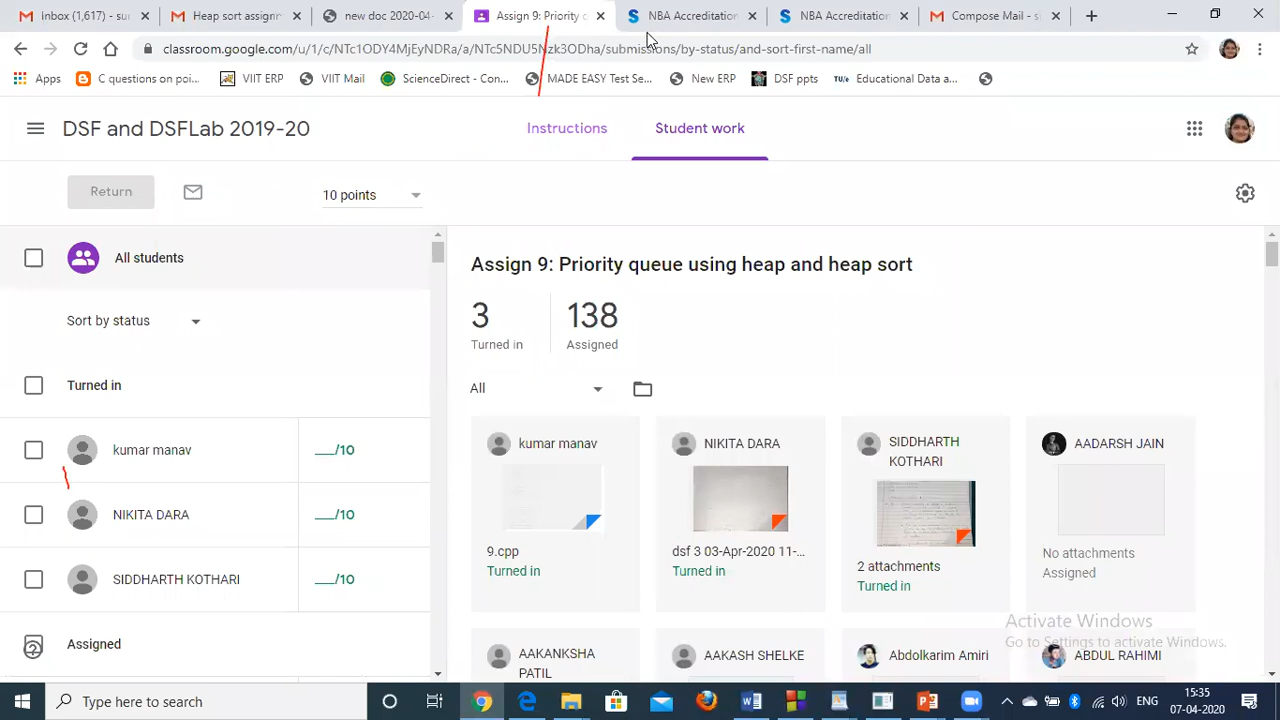 Inbox (1,617) - su
Heap sort assignm
new doc 2020-04
Assign 9: Priority q
NBA Accreditation
NBA Accreditation
Compose Mail - s
classroom.google.com/u/1/c/NTc1ODY4MjEyNDRa/a/NTc5NDU5Nzk3ODha/submissions/by-status/and-sort-first-name/all
Apps
C questions on poi...
VIIT ERP
VIIT Mail
ScienceDirect - Con...
MADE EASY Test Se...
New ERP
DSF ppts
TU/e Educational Data a...
DSF and DSFLab 2019-20
Instructions
Student work
Return
10 points
All students
Sort by status
Turned in
kumar manav
___/10
NIKITA DARA
___/10
SIDDHARTH KOTHARI
___/10
Assigned
Assign 9: Priority queue using heap and heap sort
3
138
Turned in
Assigned
All
kumar manav
9.cpp
Turned in
NIKITA DARA
dsf 3 03-Apr-2020 11-...
Turned in
SIDDHARTH
KOTHARI
2 attachments
Turned in
AADARSH JAIN
No attachments
Assigned
AAKANKSHA
PATIL
AAKASH SHELKE
Abdolkarim Amiri
ABDUL RAHIMI
Activate Windows
Go to Settings to activate Windows.
Type here to search
ENG
15:35
07-04-2020